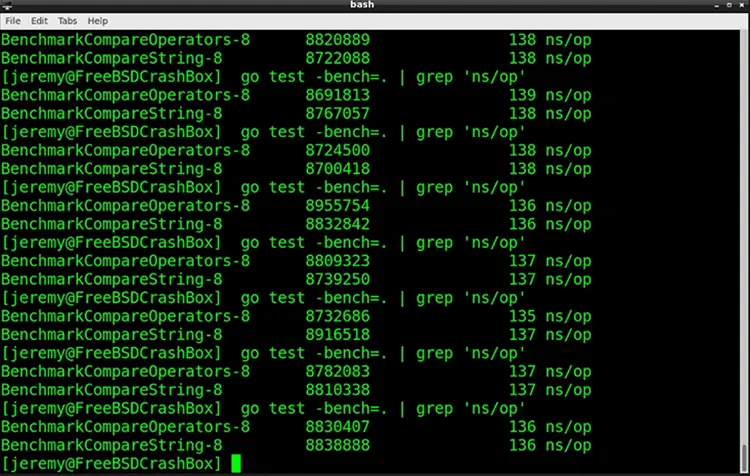 bash
File Edit Tabs Help
BenchmarkCompareOperators-8 8820889 138 ns/op
BenchmarkCompareString-8 8722088 138 ns/op
[jeremy@FreeBSDCrashBox] go test -bench=. | grep 'ns/op'
BenchmarkCompareOperators-8 8691813 139 ns/op
BenchmarkCompareString-8 8767057 138 ns/op
[jeremy@FreeBSDCrashBox] go test -bench=. | grep 'ns/op'
BenchmarkCompareOperators-8 8724500 138 ns/op
BenchmarkCompareString-8 8700418 138 ns/op
[jeremy@FreeBSDCrashBox] go test -bench=. | grep 'ns/op'
BenchmarkCompareOperators-8 8955754 136 ns/op
BenchmarkCompareString-8 8832842 136 ns/op
[jeremy@FreeBSDCrashBox] go test -bench=. | grep 'ns/op'
BenchmarkCompareOperators-8 8809323 137 ns/op
BenchmarkCompareString-8 8739250 137 ns/op
[jeremy@FreeBSDCrashBox] go test -bench=. | grep 'ns/op'
BenchmarkCompareOperators-8 8732686 135 ns/op
BenchmarkCompareString-8 8916518 137 ns/op
[jeremy@FreeBSDCrashBox] go test -bench=. | grep 'ns/op'
BenchmarkCompareOperators-8 8782083 137 ns/op
BenchmarkCompareString-8 8810338 137 ns/op
[jeremy@FreeBSDCrashBox] go test -bench=. | grep 'ns/op'
BenchmarkCompareOperators-8 8830407 136 ns/op
BenchmarkCompareString-8 8838888 136 ns/op
[jeremy@FreeBSDCrashBox]